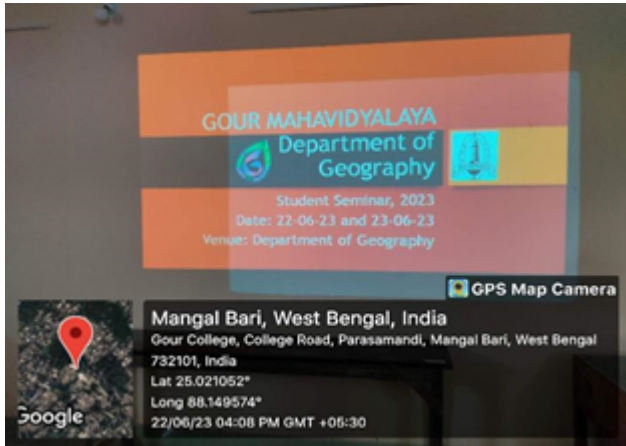 GOUR MAHAVIDYALAYA
Department of
Geography
Student Seminar, 2023
Date: 22-06-23 and 23-06-23
Venue: Department of Geography
GPS Map Camera
Mangal Bari, West Bengal, India
Gour College, College Road, Parasamandi, Mangal Bari, West Bengal
732101, India
Lat 25.021052°
Long 88.149574°
22/06/23 04:08 PM GMT +05:30
Google